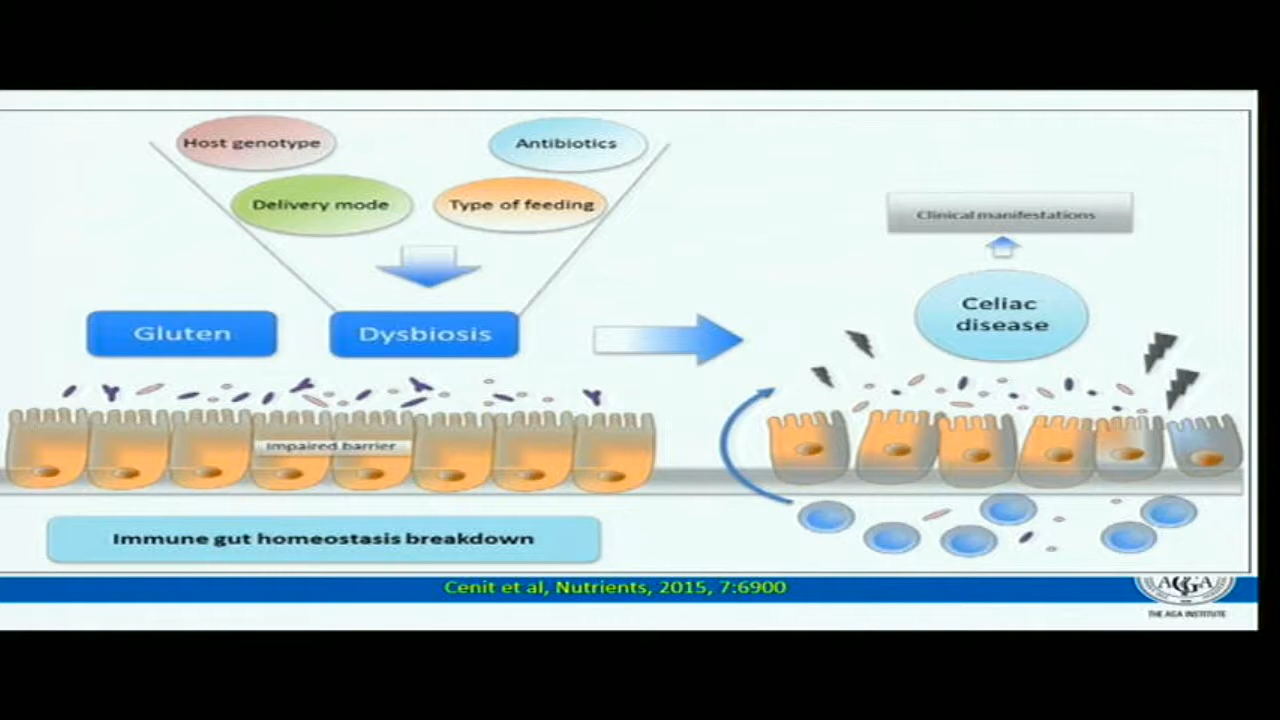 Host genotype
Antibiotics
Delivery mode
Type of feeding
Clinical manifestations
Celiac
disease
Gluten
Dysbiosis
Impaired barrier
Immune gut homeostasis breakdown
Cenit et al, Nutrients, 2015, 7:6900
AGA
THE AGA INSTITUTE